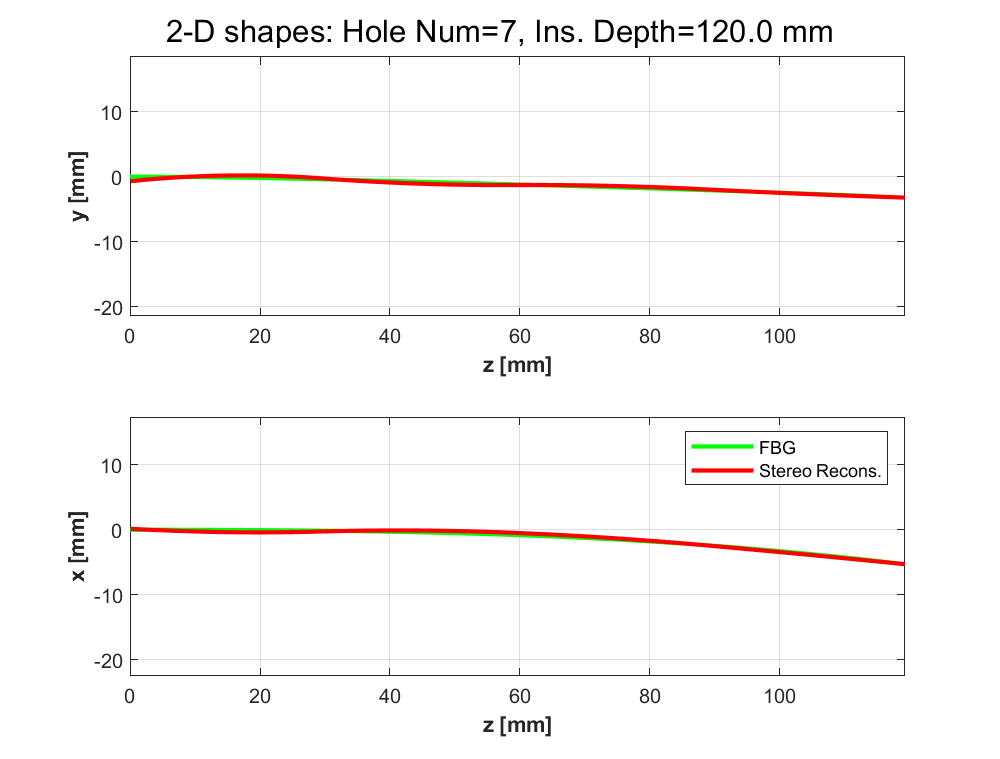 2-D shapes: Hole Num=7, Ins. Depth=120.0 mm
10
0
-10
-20
y [mm]
0 20 40 60 80 100
z [mm]
FBG
Stereo Recons.
10
0
-10
-20
x [mm]
0 20 40 60 80 100
z [mm]